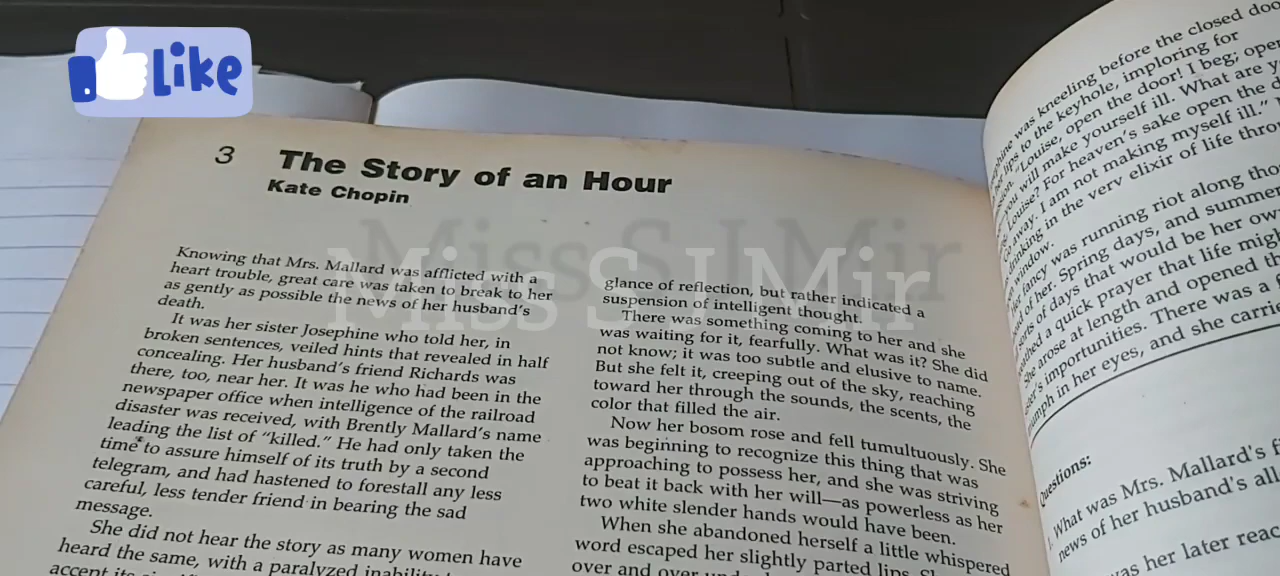 Like
3 The Story of an Hour
Kate Chopin
Miss S J Mir
Knowing that Mrs. Mallard was afflicted with a
heart trouble, great care was taken to break to her
as gently as possible the news of her husband's
death.
It was her sister Josephine who told her, in
broken sentences, veiled hints that revealed in half
concealing. Her husband's friend Richards was
there, too, near her. It was he who had been in the
newspaper office when intelligence of the railroad
disaster was received, with Brently Mallard's name
leading the list of "killed." He had only taken the
time to assure himself of its truth by a second
telegram, and had hastened to forestall any less
careful, less tender friend in bearing the sad
message.
She did not hear the story as many women have
heard the same, with a paralyzed inability
accent its
glance of reflection, but rather indicated a
suspension of intelligent thought.
There was something coming to her and she
was waiting for it, fearfully. What was it? She did
not know; it was too subtle and elusive to name.
But she felt it, creeping out of the sky, reaching
toward her through the sounds, the scents, the
color that filled the air.
Now her bosom rose and fell tumultuously. She
was beginning to recognize this thing that was
approaching to possess her, and she was striving
to beat it back with her will—as powerless as her
two white slender hands would have been.
When she abandoned herself a little whispered
word escaped her slightly parted lips.
over and over
was kneeling before the closed
lips to the keyhole, imploring for
"Louise, open the door! I beg; open
you will make yourself ill. What are
Louise? For heaven's sake open the
away. I am not making myself ill."
drinking in the very elixir of life
window.
fancy was running riot along
of her. Spring days, and summer
sorts of days that would be her own
a quick prayer that life
She arose at length and opened
importunities. There was a
in her eyes, and she
Questions:
What was Mrs. Mallard's
news of her husband's
was her later